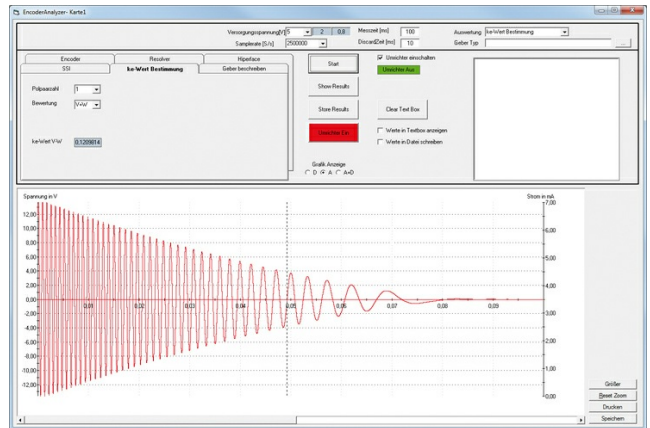 EncoderAnalyzer- Karte1
Versorgungsspannung[V] 5 2 0,8 Messzeit [ms] 100 Auswertung ke-Wert Bestimmung
Samplerate [S/s] 2500000 DiscardZeit [ms] 10 Geber Typ ...
Encoder Resolver Hiperface
SSI ke-Wert Bestimmung Geber beschreiben
Polpaarzahl 1
Bewertung V+W
ke-Wert V-W 0.1209814
Start
Umrichter einschalten
Umrichter Aus
Show Results
Store Results Clear Text Box
Umrichter Ein
Werte in Textbox anzeigen
Werte in Datei schreiben
Grafik Anzeige
D A A+D
Spannung in V Strom in mA
12,00
10,00
8,00
6,00
4,00
2,00
0,00
-2,00
-4,00
-6,00
-8,00
-10,00
-12,00
0,01 0,02 0,03 0,04 0,05 0,06 0,07 0,08 0,09
7,00
6,00
5,00
4,00
3,00
2,00
1,00
0,00
Größer
Reset Zoom
Drucken
Speichern